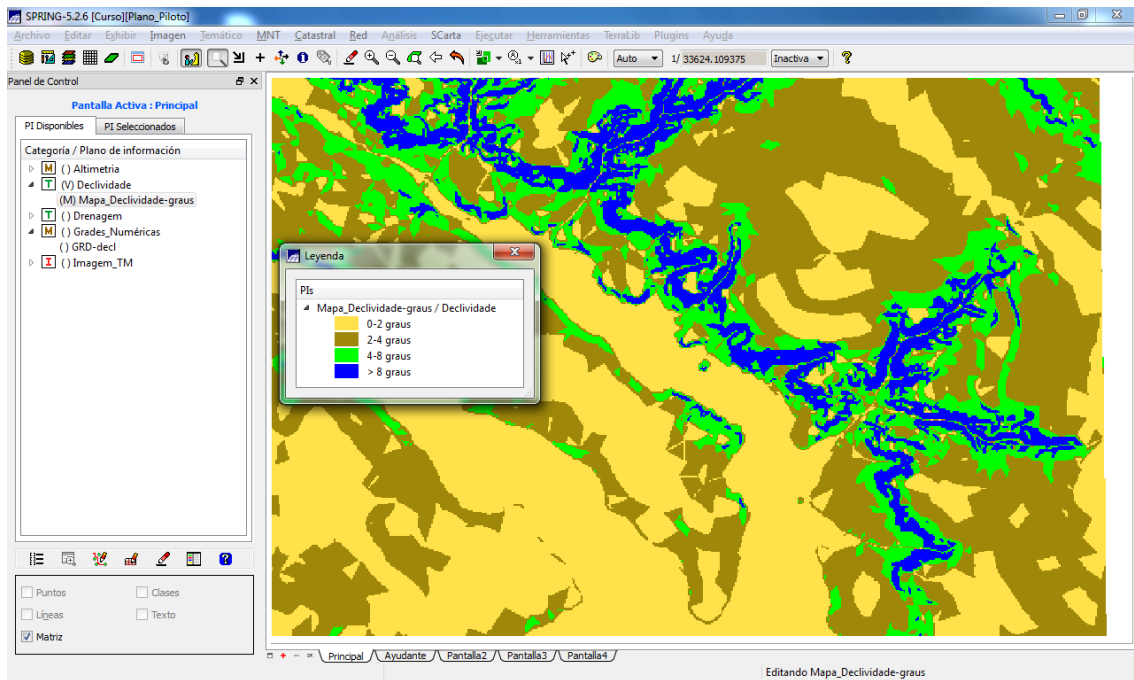 SPRING-5.2.6 [Curso][Plano_Piloto]
Archivo Editar Exhibir Imagen Temático MNT Catastral Red Análisis SCarta Ejecutar Herramientas TerraLib Plugins Ayuda
Auto 1/ 33624.109375 Inactiva
Panel de Control
Pantalla Activa : Principal
PI Disponibles PI Seleccionados
Categoría / Plano de información
M ( ) Altimetria
T (V) Declividade
(M) Mapa_Declividade-graus
T ( ) Drenagem
M ( ) Grades_Numéricas
( ) GRD-decl
I ( ) Imagem_TM
Leyenda
PIs
Mapa_Declividade-graus / Declividade
0-2 graus
2-4 graus
4-8 graus
> 8 graus
Puntos Clases
Líneas Texto
Matriz
Principal Ayudante Pantalla2 Pantalla3 Pantalla4
Editando Mapa_Declividade-graus